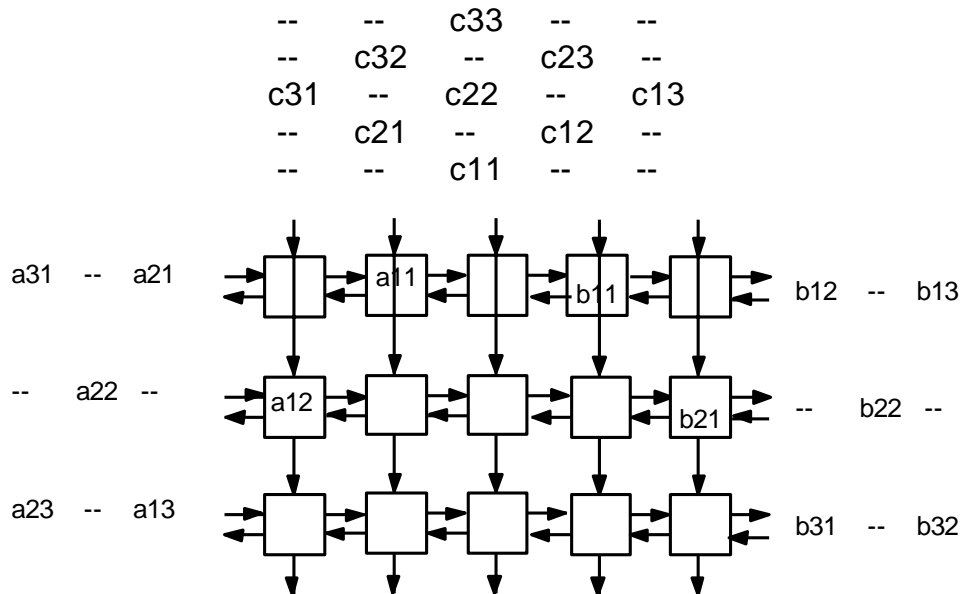 -- -- c33 -- --
-- c32 -- c23 --
c31 -- c22 -- c13
-- c21 -- c12 --
-- -- c11 -- --
a31 -- a21 a11 b11 b12 -- b13
-- a22 -- a12 b21 -- b22 --
a23 -- a13 b31 -- b32